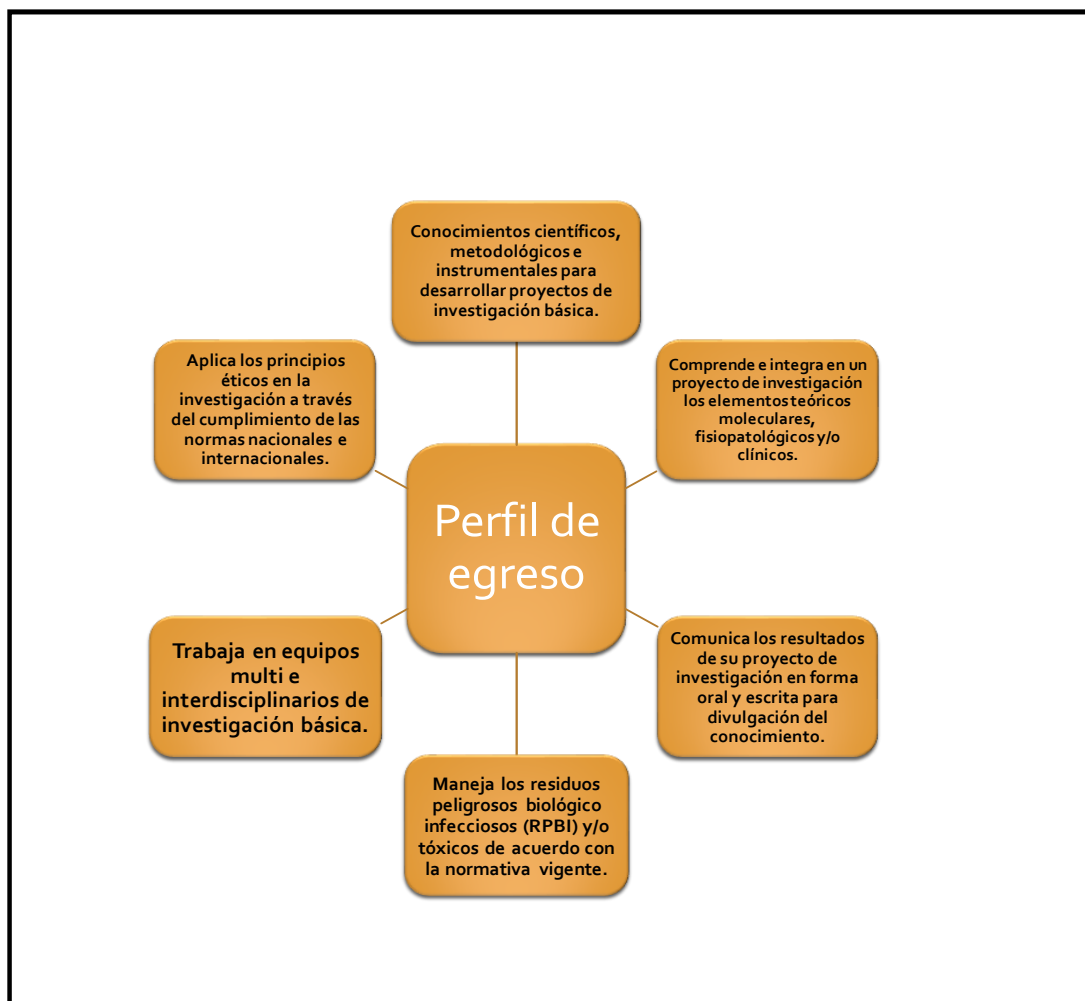 Conocimientos científicos,
metodológicos e
instrumentales para
desarrollar proyectos de
investigación básica.
Aplica los principios
éticos en la
investigación a través
del cumplimiento de las
normas nacionales e
internacionales.
Comprende e integra en un
proyecto de investigación
los elementos teóricos
moleculares,
fisiopatológicos y/o
clínicos.
Perfil de
egreso
Trabaja en equipos
multi e
interdisciplinarios de
investigación básica.
Comunica los resultados
de su proyecto de
investigación en forma
oral y escrita para
divulgación del
conocimiento.
Maneja los residuos
peligrosos biológico
infecciosos (RPBI) y/o
tóxicos de acuerdo con
la normativa vigente.